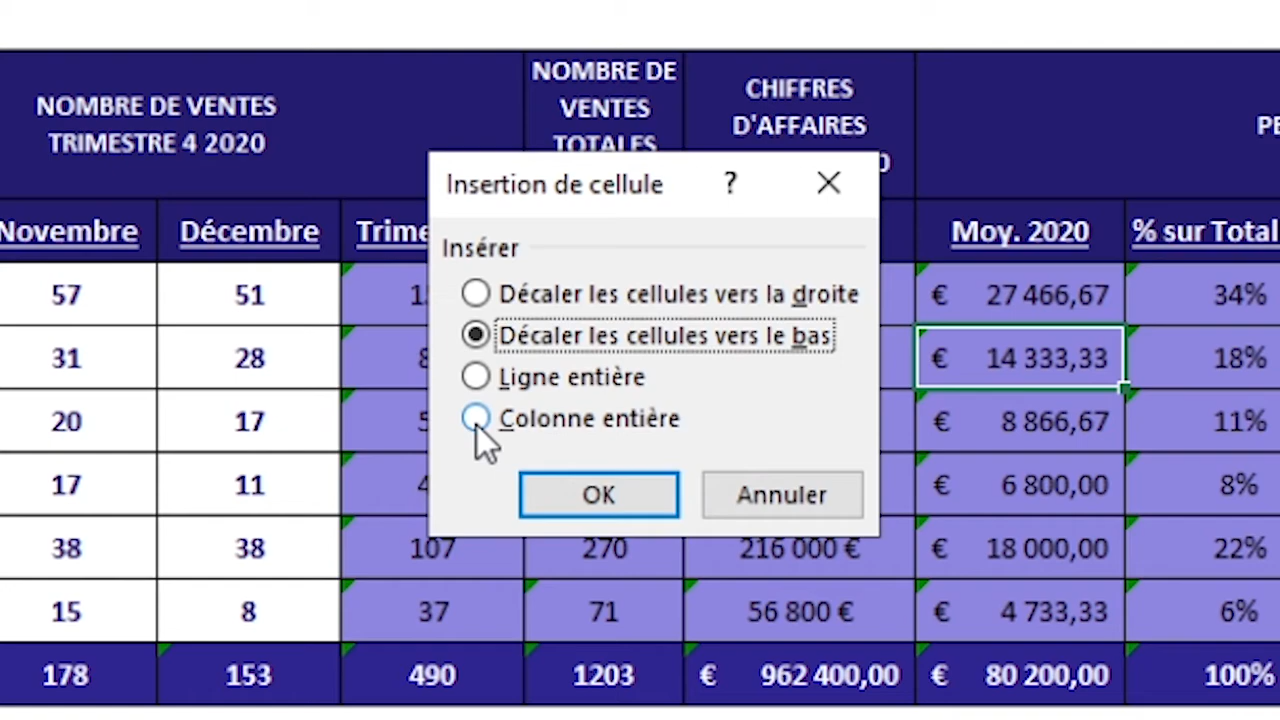 NOMBRE DE VENTES
TRIMESTRE 4 2020
NOMBRE DE
VENTES
TOTALES
CHIFFRES
D'AFFAIRES
Novembre Décembre Moy. 2020 % sur Total
Insertion de cellule ? 
Insérer
Décaler les cellules vers la droite
Décaler les cellules vers le bas
Ligne entière
Colonne entière
OK Annuler
57 51 € 27 466,67 34%
31 28 € 14 333,33 18%
20 17 € 8 866,67 11%
17 11 € 6 800,00 8%
38 38 107 270 216 000 € € 18 000,00 22%
15 8 37 71 56 800 € € 4 733,33 6%
178 153 490 1203 € 962 400,00 € 80 200,00 100%